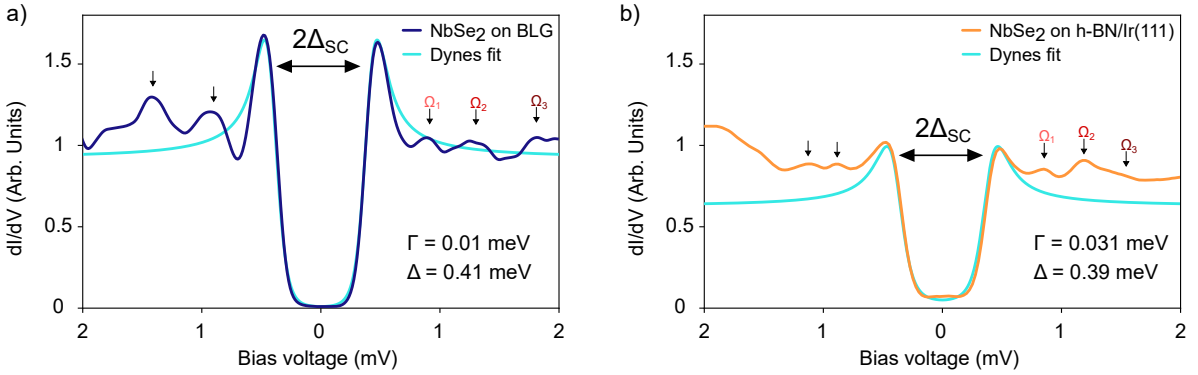 a)
NbSe₂ on BLG
Dynes fit
2Δ_SC
Ω₁
Ω₂
Ω₃
Γ = 0.01 meV
Δ = 0.41 meV
1.5
1
0.5
0
dI/dV (Arb. Units)
2
1
0
1
2
Bias voltage (mV)
b)
NbSe₂ on h-BN/Ir(111)
Dynes fit
2Δ_SC
Ω₁
Ω₂
Ω₃
Γ = 0.031 meV
Δ = 0.39 meV
1.5
1
0.5
0
dI/dV (Arb. Units)
2
1
0
1
2
Bias voltage (mV)